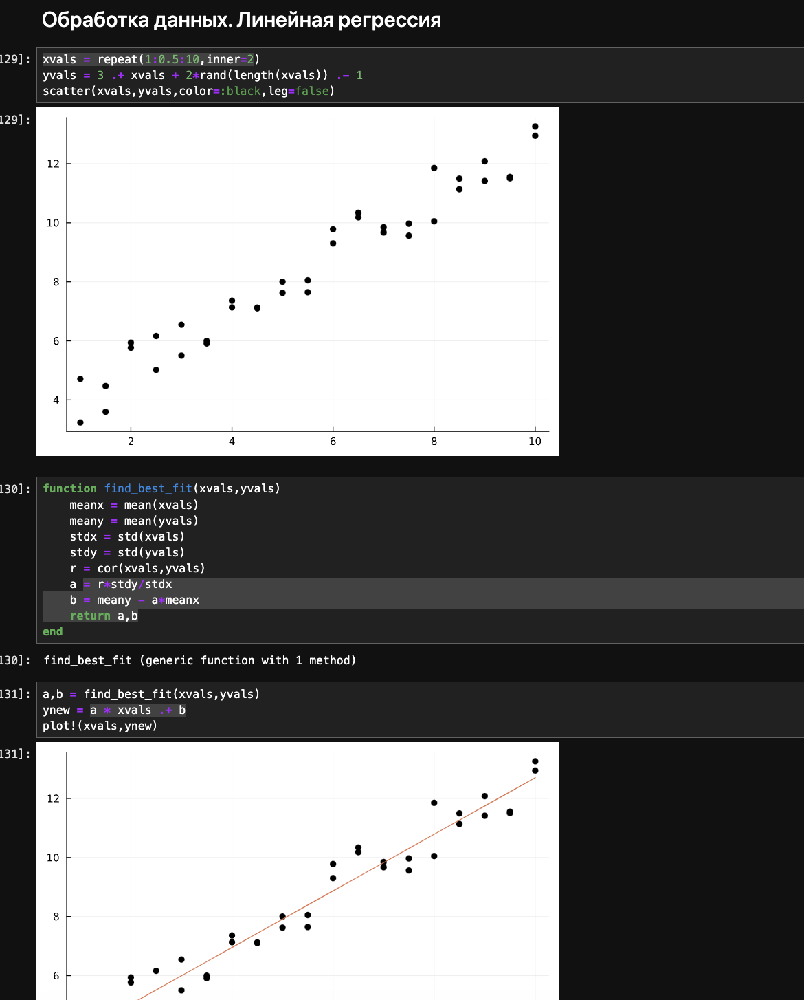 Обработка данных. Линейная регрессия
129]:
xvals = repeat(1:0.5:10,inner=2)
yvals = 3 .+ xvals + 2*rand(length(xvals)) .- 1
scatter(xvals,yvals,color=:black,leg=false)
129]:
12
10
8
6
4
2 4 6 8 10
130]:
function find_best_fit(xvals,yvals)
meanx = mean(xvals)
meany = mean(yvals)
stdx = std(xvals)
stdy = std(yvals)
r = cor(xvals,yvals)
a = r*stdy/stdx
b = meany - a*meanx
return a,b
end
130]: find_best_fit (generic function with 1 method)
131]:
a,b = find_best_fit(xvals,yvals)
ynew = a * xvals .+ b
plot!(xvals,ynew)
131]:
12
10
8
6